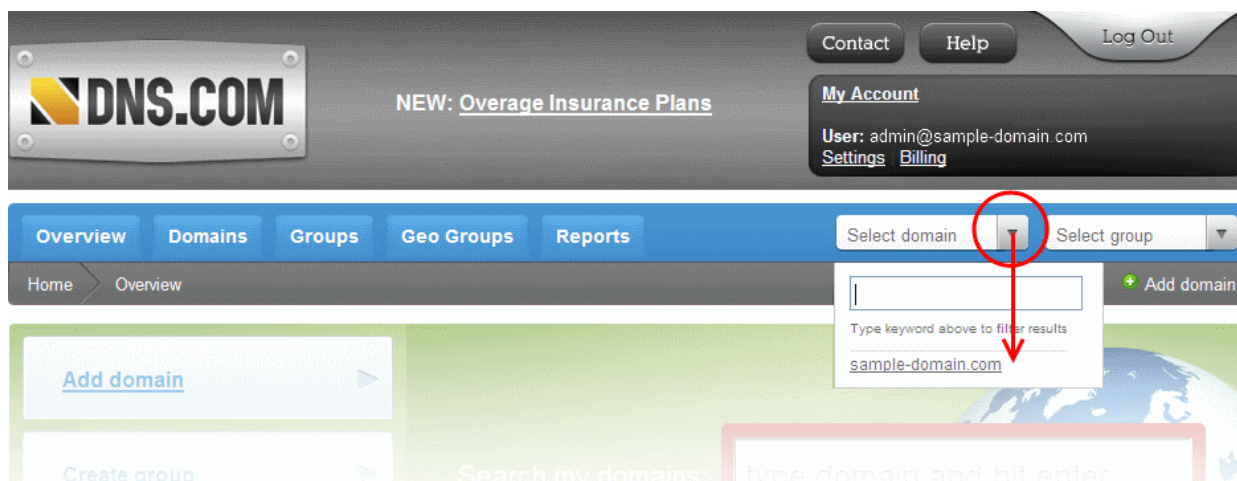 Contact
Help
Log Out
DNS.COM
NEW: Overage Insurance Plans
My Account
User: admin@sample-domain.com
Settings Billing
Overview
Domains
Groups
Geo Groups
Reports
Select domain
Select group
Home
Overview
Add domain
Type keyword above to filter results
sample-domain.com
Add domain
Create group
Search my domains:
type domain and hit enter